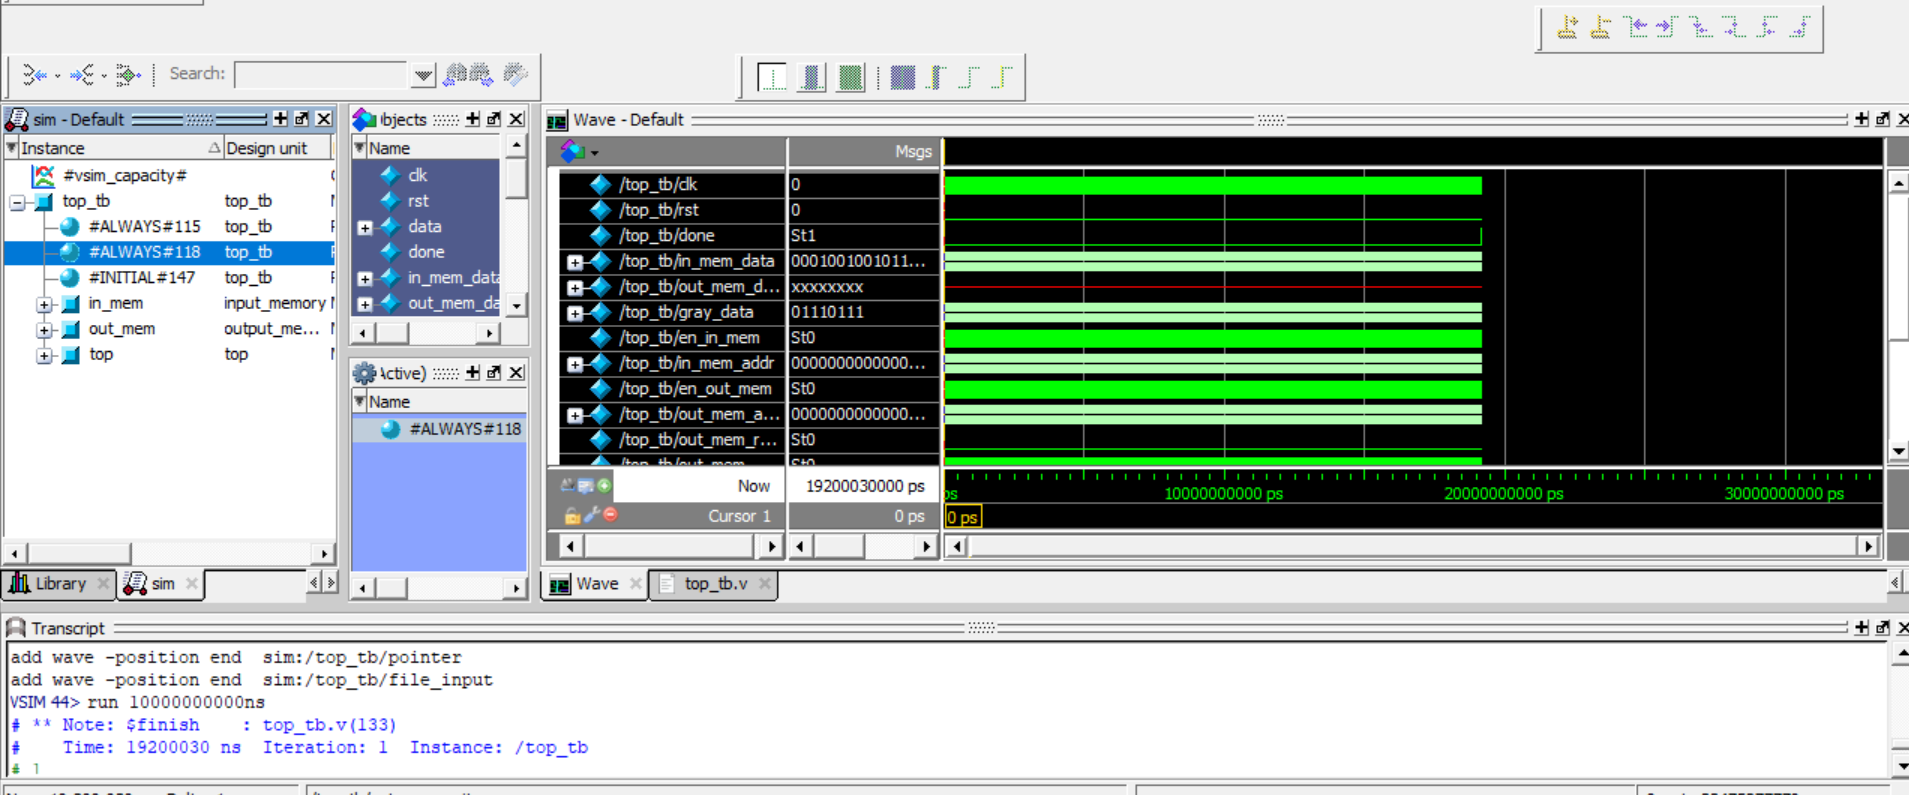 Search:
sim - Default
Instance
Design unit
#vsim_capacity#
top_tb
top_tb
#ALWAYS#115
top_tb
#ALWAYS#118
top_tb
#INITIAL#147
top_tb
in_mem
input_memory
out_mem
output_me...
top
top
Library
sim
bjects
Name
clk
rst
data
done
in_mem_data
out_mem_da
ctive)
Name
#ALWAYS#118
Wave - Default
Msgs
/top_tb/clk
0
/top_tb/rst
0
/top_tb/done
St1
/top_tb/in_mem_data
0001001001011...
/top_tb/out_mem_d...
xxxxxxxx
/top_tb/gray_data
01110111
/top_tb/en_in_mem
St0
/top_tb/in_mem_addr
0000000000000...
/top_tb/en_out_mem
St0
/top_tb/out_mem_a...
0000000000000...
/top_tb/out_mem_r...
St0
Now
19200030000 ps
ps
10000000000 ps
20000000000 ps
30000000000 ps
Cursor 1
0 ps
0 ps
Wave
top_tb.v
Transcript
add wave -position end  sim:/top_tb/pointer
add wave -position end  sim:/top_tb/file_input
VSIM 44> run 10000000000ns
# ** Note: $finish    : top_tb.v(133)
#    Time: 19200030 ns  Iteration: 1  Instance: /top_tb
# 1